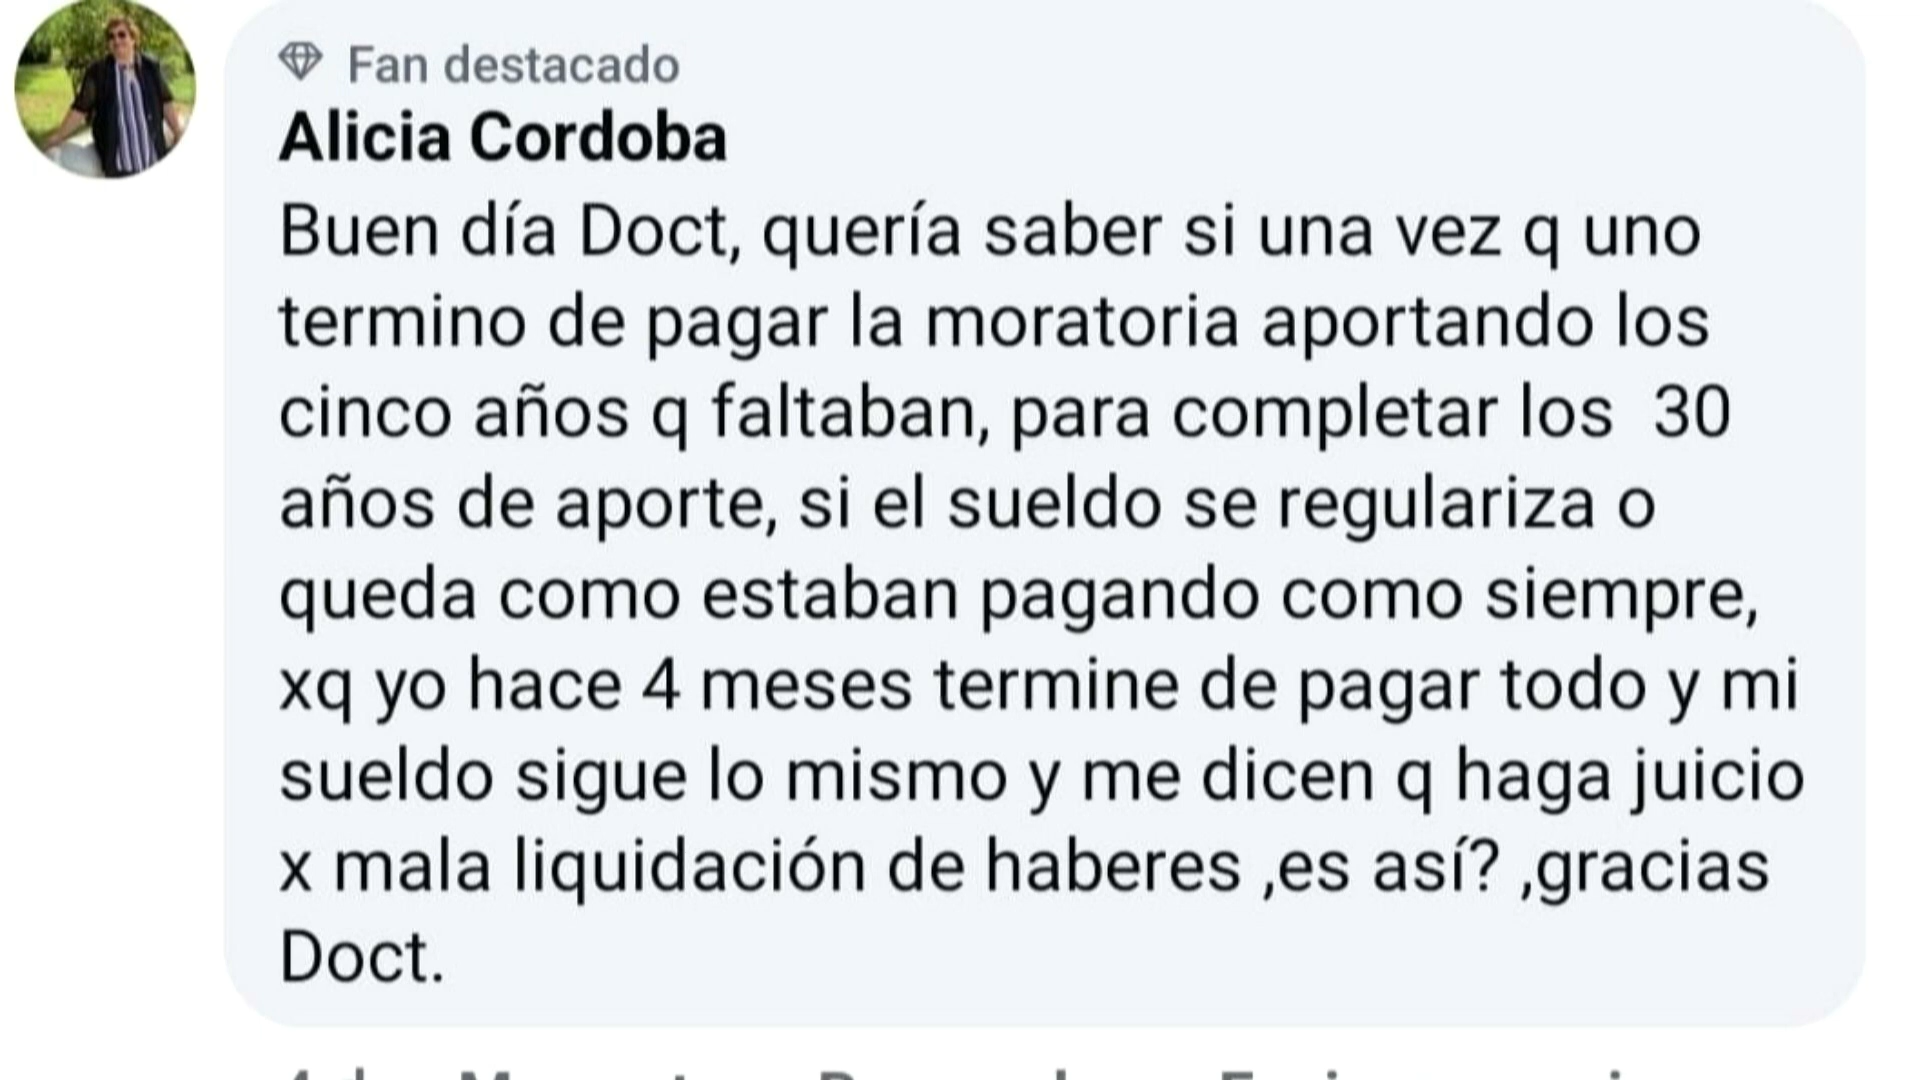 Fan destacado
Alicia Cordoba
Buen día Doct, quería saber si una vez q uno
termino de pagar la moratoria aportando los
cinco años q faltaban, para completar los  30
años de aporte, si el sueldo se regulariza o
queda como estaban pagando como siempre,
xq yo hace 4 meses termine de pagar todo y mi
sueldo sigue lo mismo y me dicen q haga juicio
x mala liquidación de haberes ,es así? ,gracias
Doct.